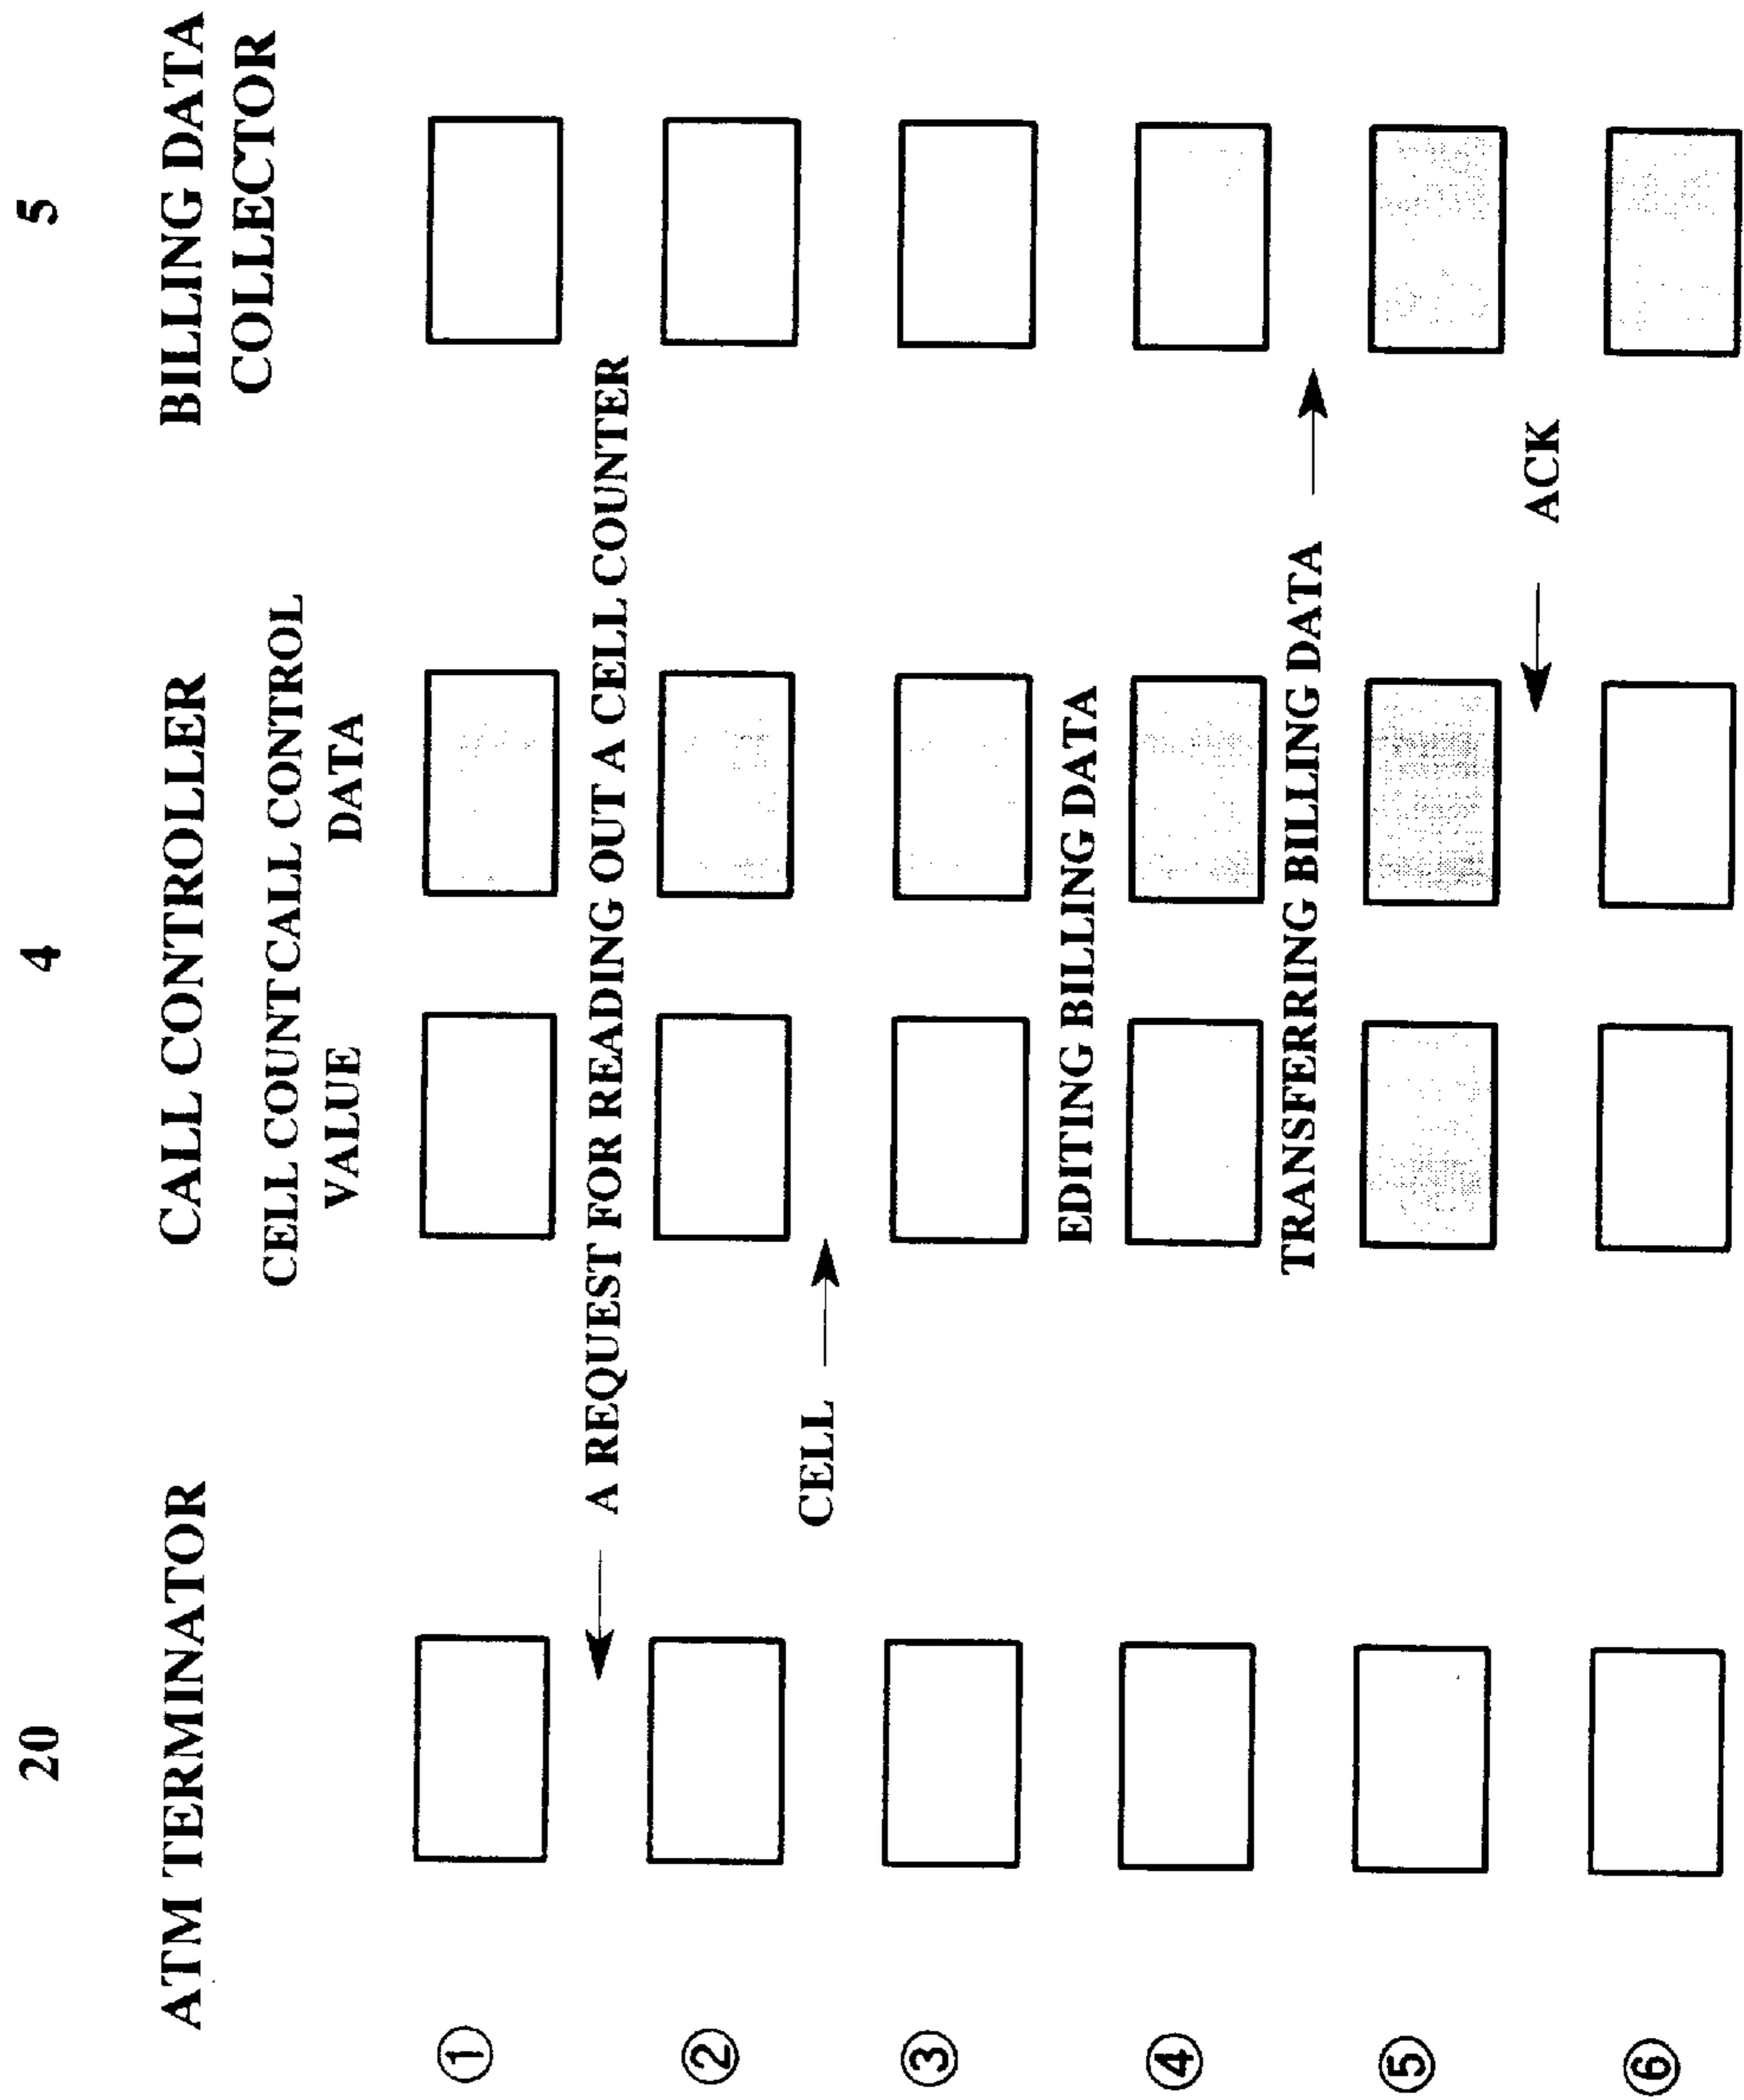 20
4
5
ATM TERMINATOR
CALL CONTROLLER
BILLING DATA
COLLECTOR
CELL COUNT
VALUE
CALL CONTROL
DATA
①
A REQUEST FOR READING OUT A CELL COUNTER
②
CELL
③
EDITING BILLING DATA
④
TRANSFERRING BILLING DATA
⑤
ACK
⑥